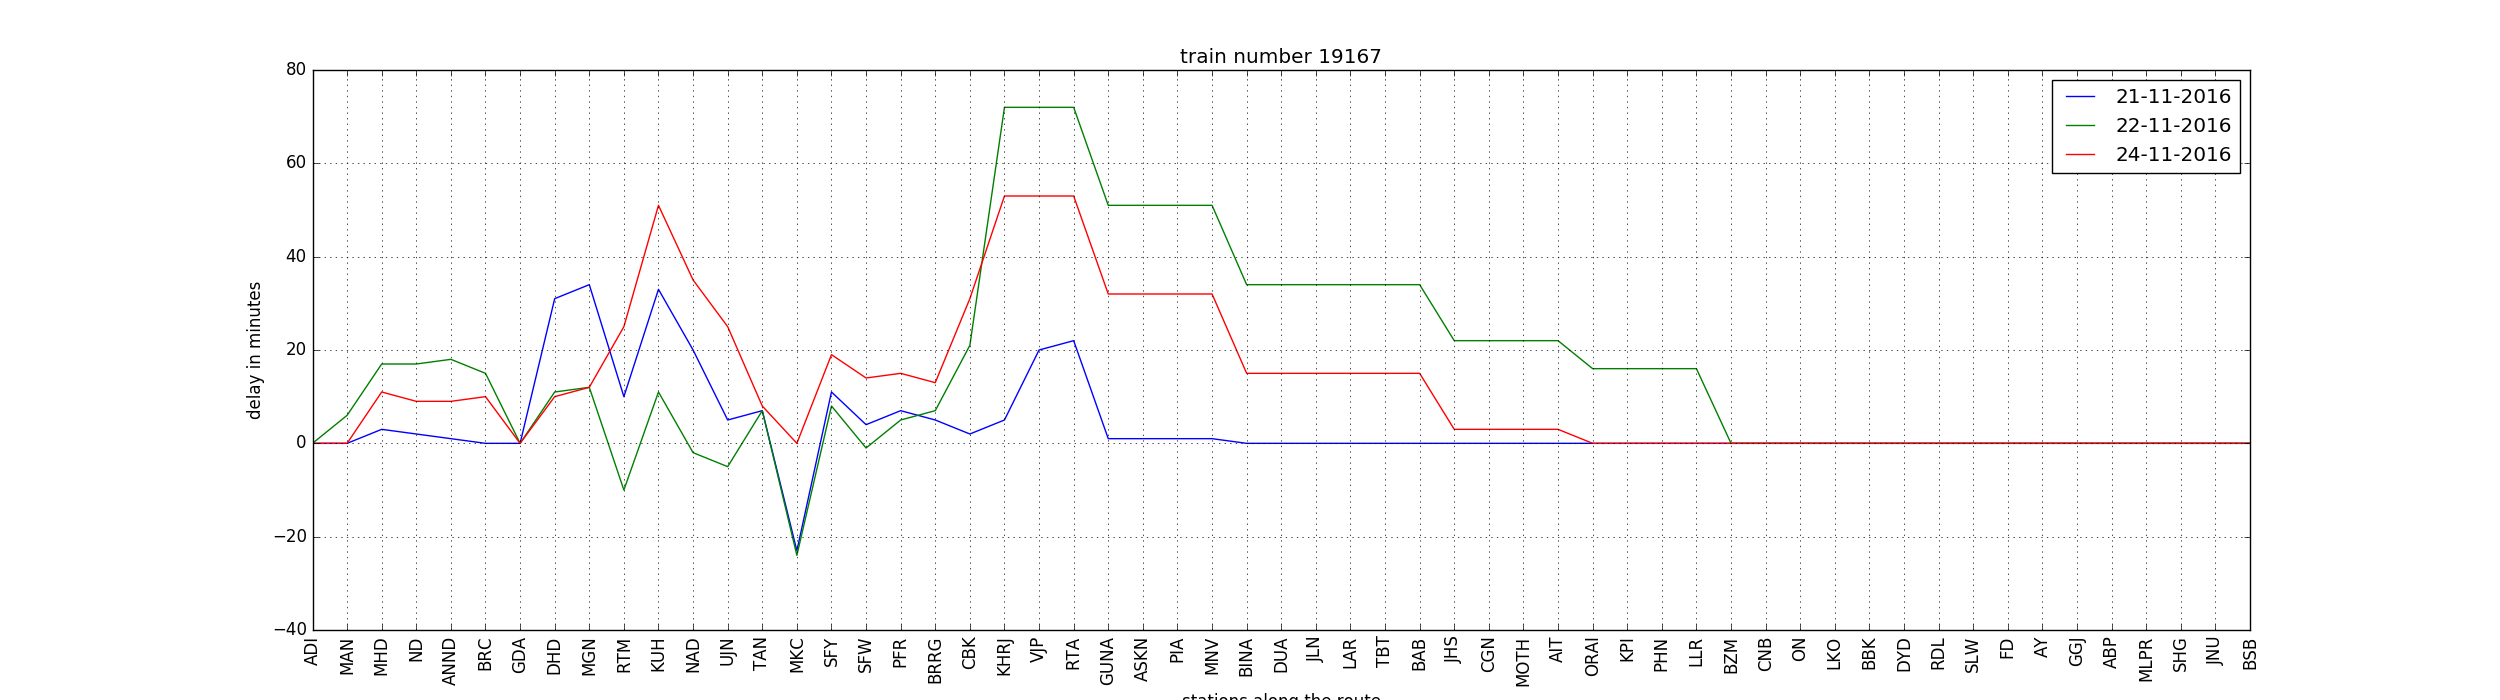 train number 19167
80
60
40
20
0
−20
−40
delay in minutes
21-11-2016
22-11-2016
24-11-2016
ADI MAN MHD ND ANND BRC GDA DHD MGN RTM KUH NAD UJN TAN MKC SFY SFW PFR BRRG CBK KHRJ VJP RTA GUNA ASKN PIA MNV BINA DUA JLN LAR TBT BAB JHS CGN MOTH AIT ORAI KPI PHN LLR BZM CNB ON LKO BBK DYD RDL SLW FD AY GGJ ABP MLPR SHG JNU BSB
stations along the route